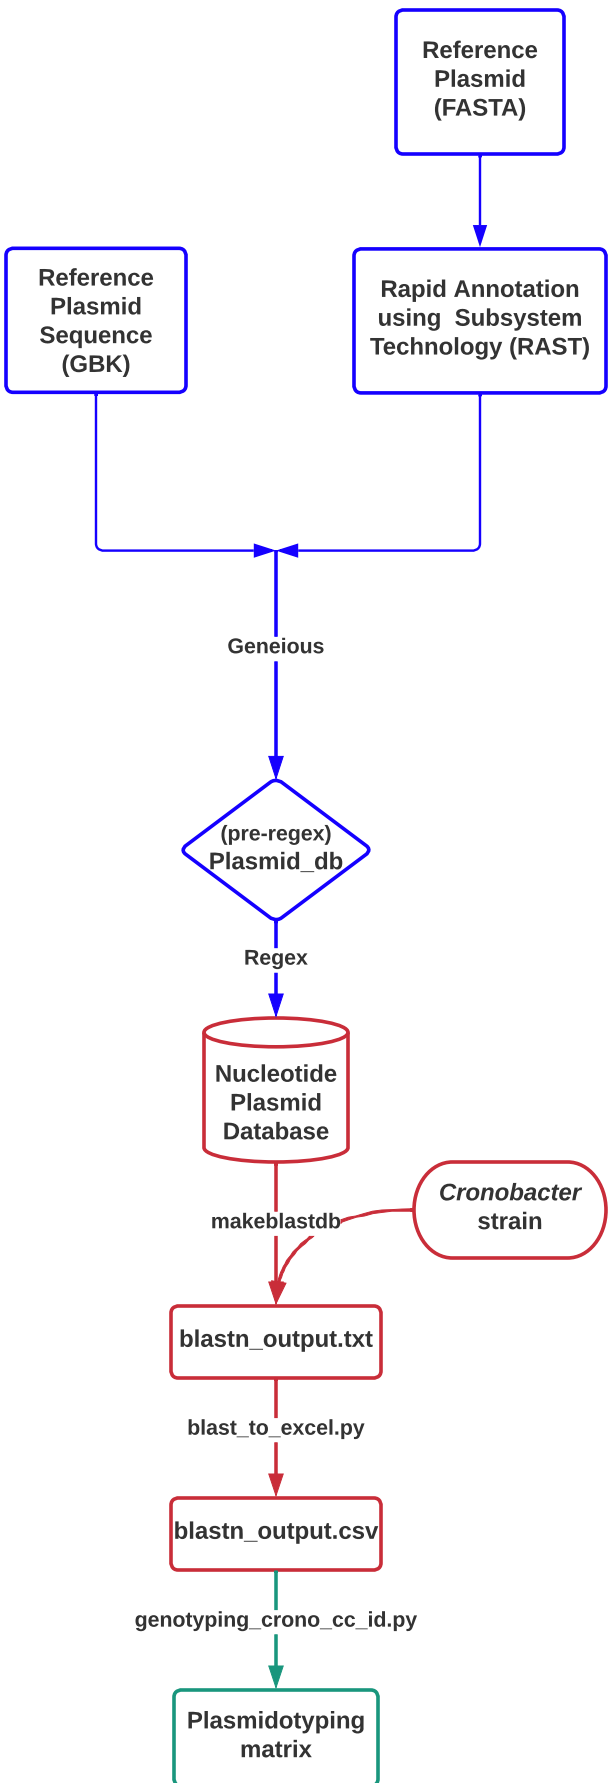 Reference
Plasmid
(FASTA)
Reference
Plasmid
Sequence
(GBK)
Rapid Annotation
using  Subsystem
Technology (RAST)
Geneious
(pre-regex)
Plasmid_db
Regex
Nucleotide
Plasmid
Database
Cronobacter
strain
makeblastdb
blastn_output.txt
blast_to_excel.py
blastn_output.csv
genotyping_crono_cc_id.py
Plasmidotyping
matrix